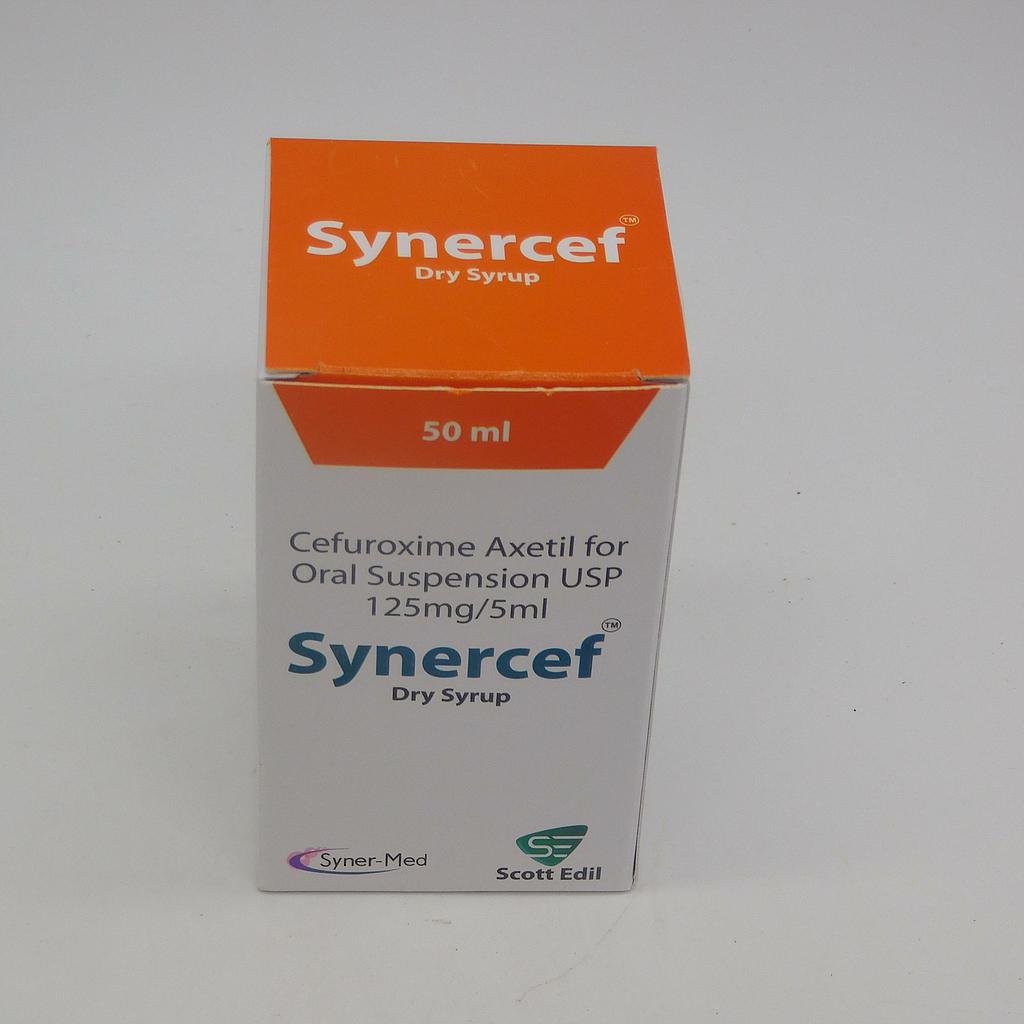 Synercef™
Dry Syrup
50 ml
Cefuroxime Axetil for
Oral Suspension USP
125mg/5ml
Synercef™
Dry Syrup
Syner-Med
SE
Scott Edil